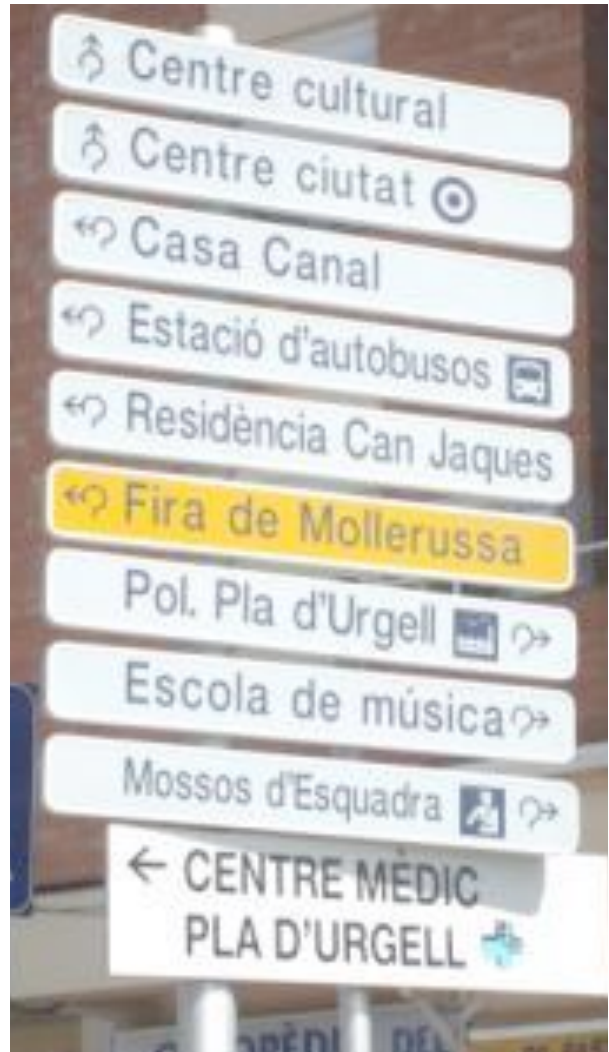 Centre cultural
Centre ciutat
Casa Canal
Estació d'autobusos
Residència Can Jaques
Fira de Mollerussa
Pol. Pla d'Urgell
Escola de música
Mossos d'Esquadra
CENTRE MÈDIC
PLA D'URGELL